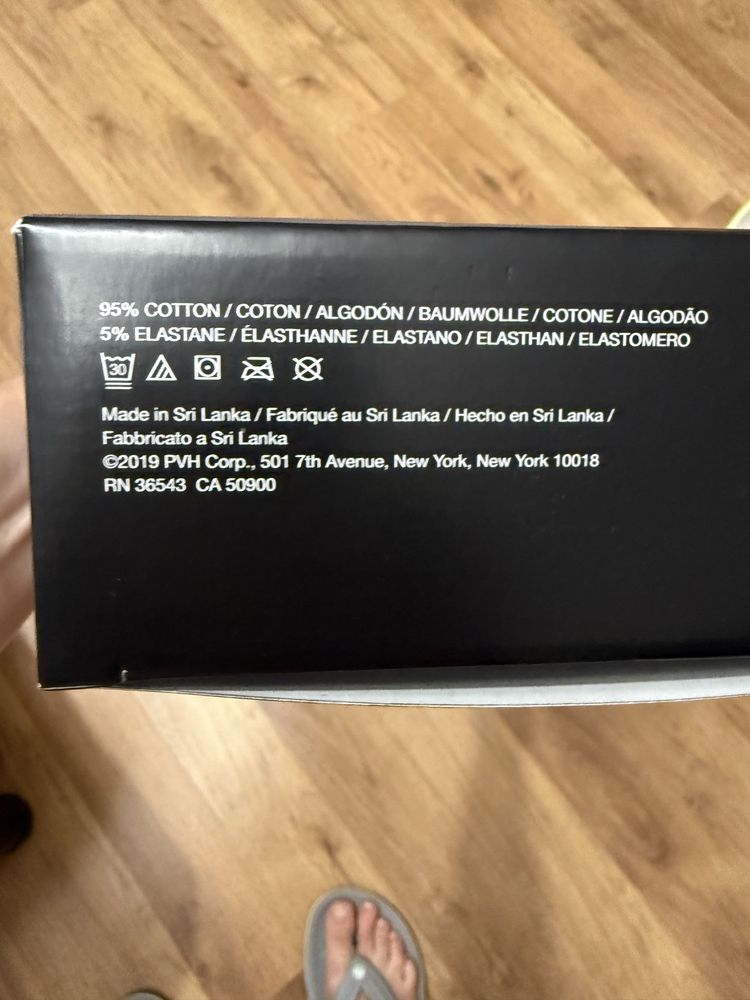 95% COTTON / COTON / ALGODÓN / BAUMWOLLE / COTONE / ALGODÃO
5% ELASTANE / ÉLASTHANNE / ELASTANO / ELASTHAN / ELASTOMERO
30
Made in Sri Lanka / Fabriqué au Sri Lanka / Hecho en Sri Lanka /
Fabbricato a Sri Lanka
©2019 PVH Corp., 501 7th Avenue, New York, New York 10018
RN 36543 CA 50900